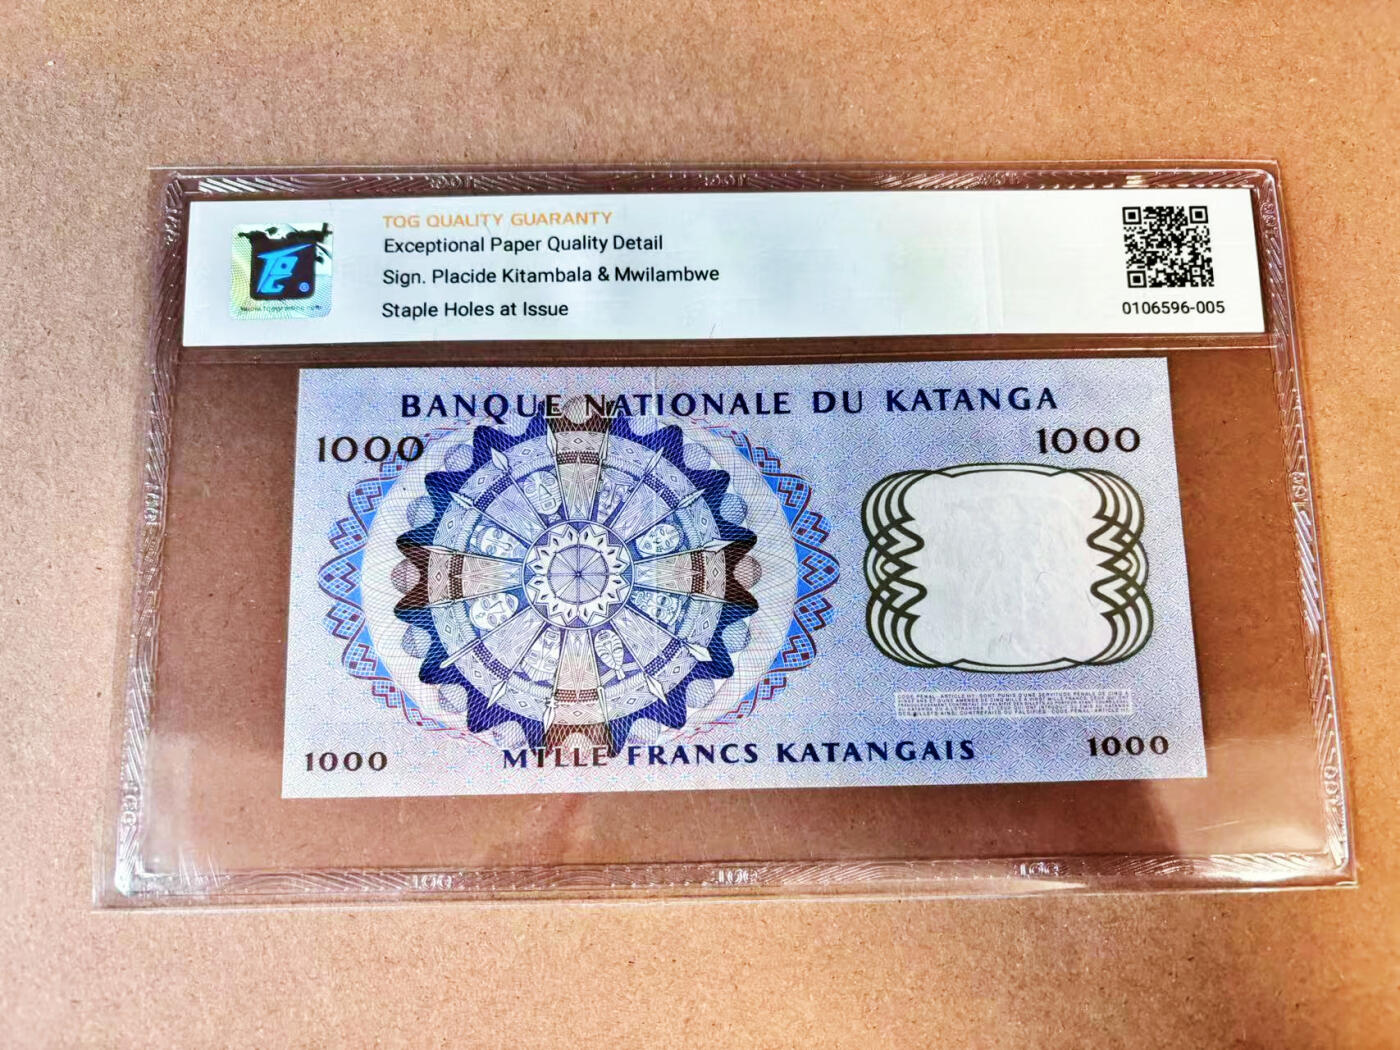 TQG QUALITY GUARANTY
Exceptional Paper Quality Detail
Sign. Placide Kitambala & Mwilambwe
Staple Holes at Issue
0106596-005
BANQUE NATIONALE DU KATANGA
1000 1000
1000 MILLE FRANCS KATANGAIS 1000